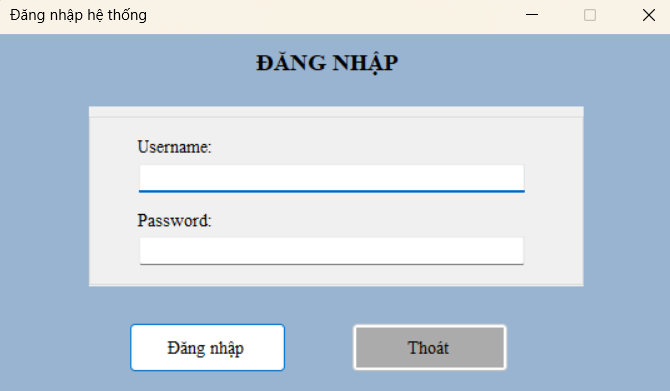 Đăng nhập hệ thống
ĐĂNG NHẬP
Username:
Password:
Đăng nhập
Thoát